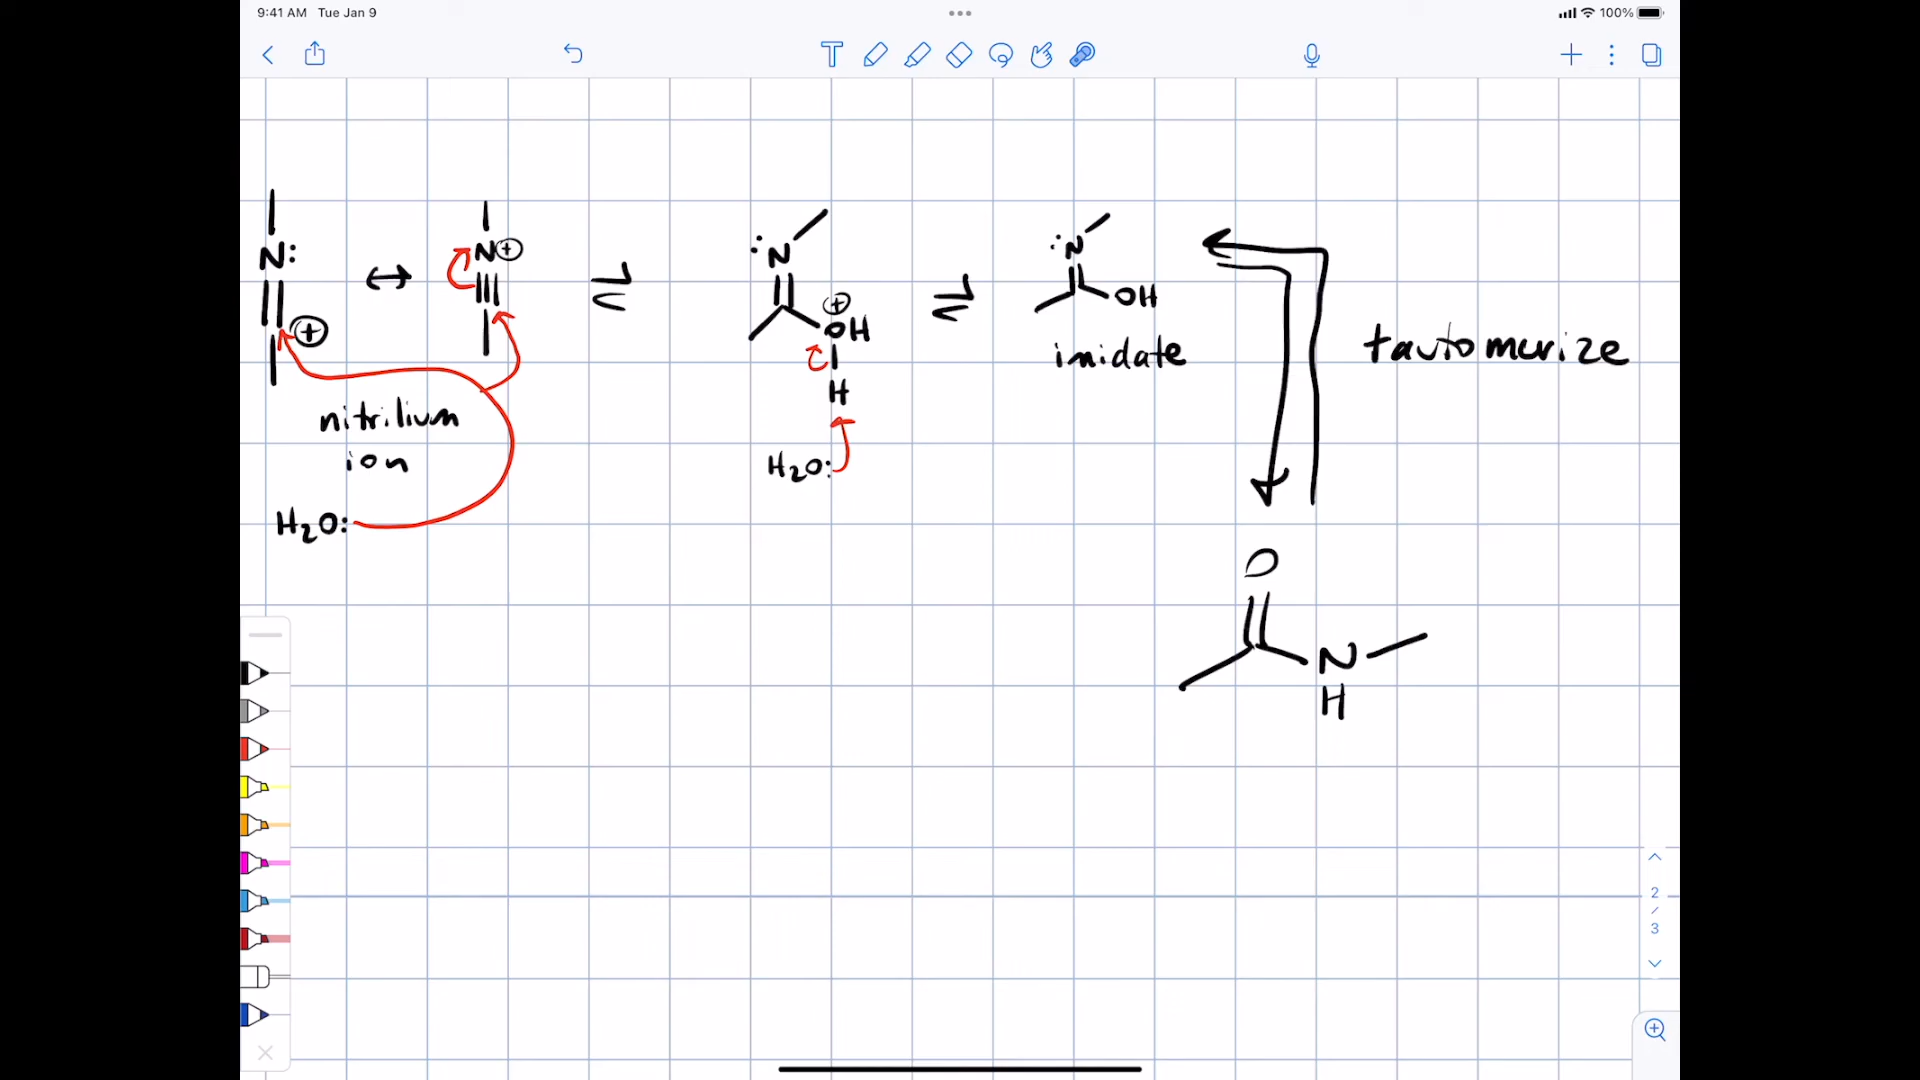 9:41 AM Tue Jan 9
100%
N:
⊕
N⊕
:N
⊕
OH
H
H₂O:
:N
OH
imidate
tautomerize
nitrilium
ion
H₂O:
O
N
H
2
/
3